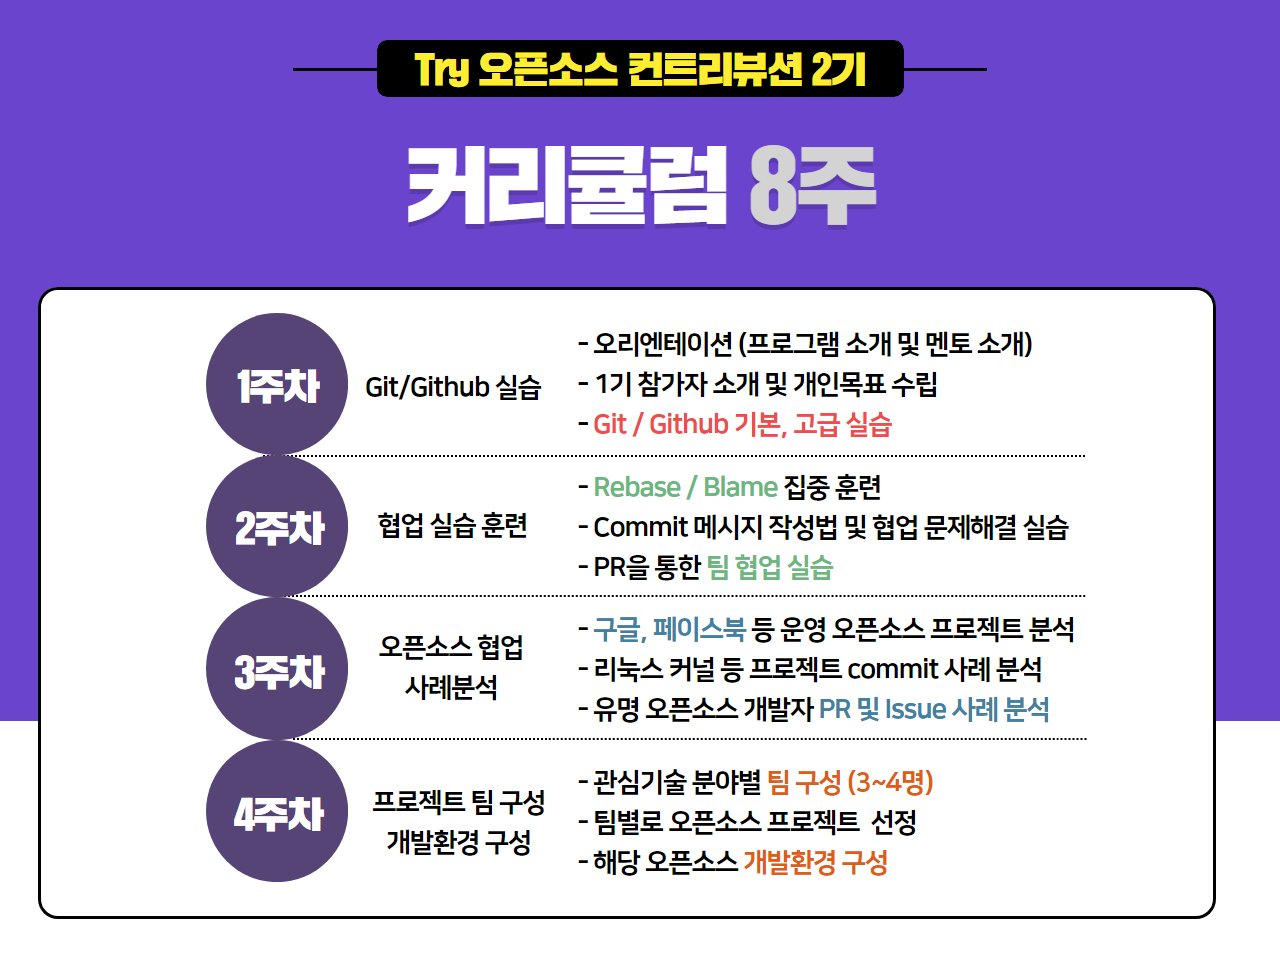 Try 오픈소스 컨트리뷰션 2기
커리큘럼 8주
1주차
Git/Github 실습
- 오리엔테이션 (프로그램 소개 및 멘토 소개)
- 1기 참가자 소개 및 개인목표 수립
- Git / Github 기본, 고급 실습
2주차
협업 실습 훈련
- Rebase / Blame 집중 훈련
- Commit 메시지 작성법 및 협업 문제해결 실습
- PR을 통한 팀 협업 실습
3주차
오픈소스 협업
사례분석
- 구글, 페이스북 등 운영 오픈소스 프로젝트 분석
- 리눅스 커널 등 프로젝트 commit 사례 분석
- 유명 오픈소스 개발자 PR 및 Issue 사례 분석
4주차
프로젝트 팀 구성
개발환경 구성
- 관심기술 분야별 팀 구성 (3~4명)
- 팀별로 오픈소스 프로젝트 선정
- 해당 오픈소스 개발환경 구성